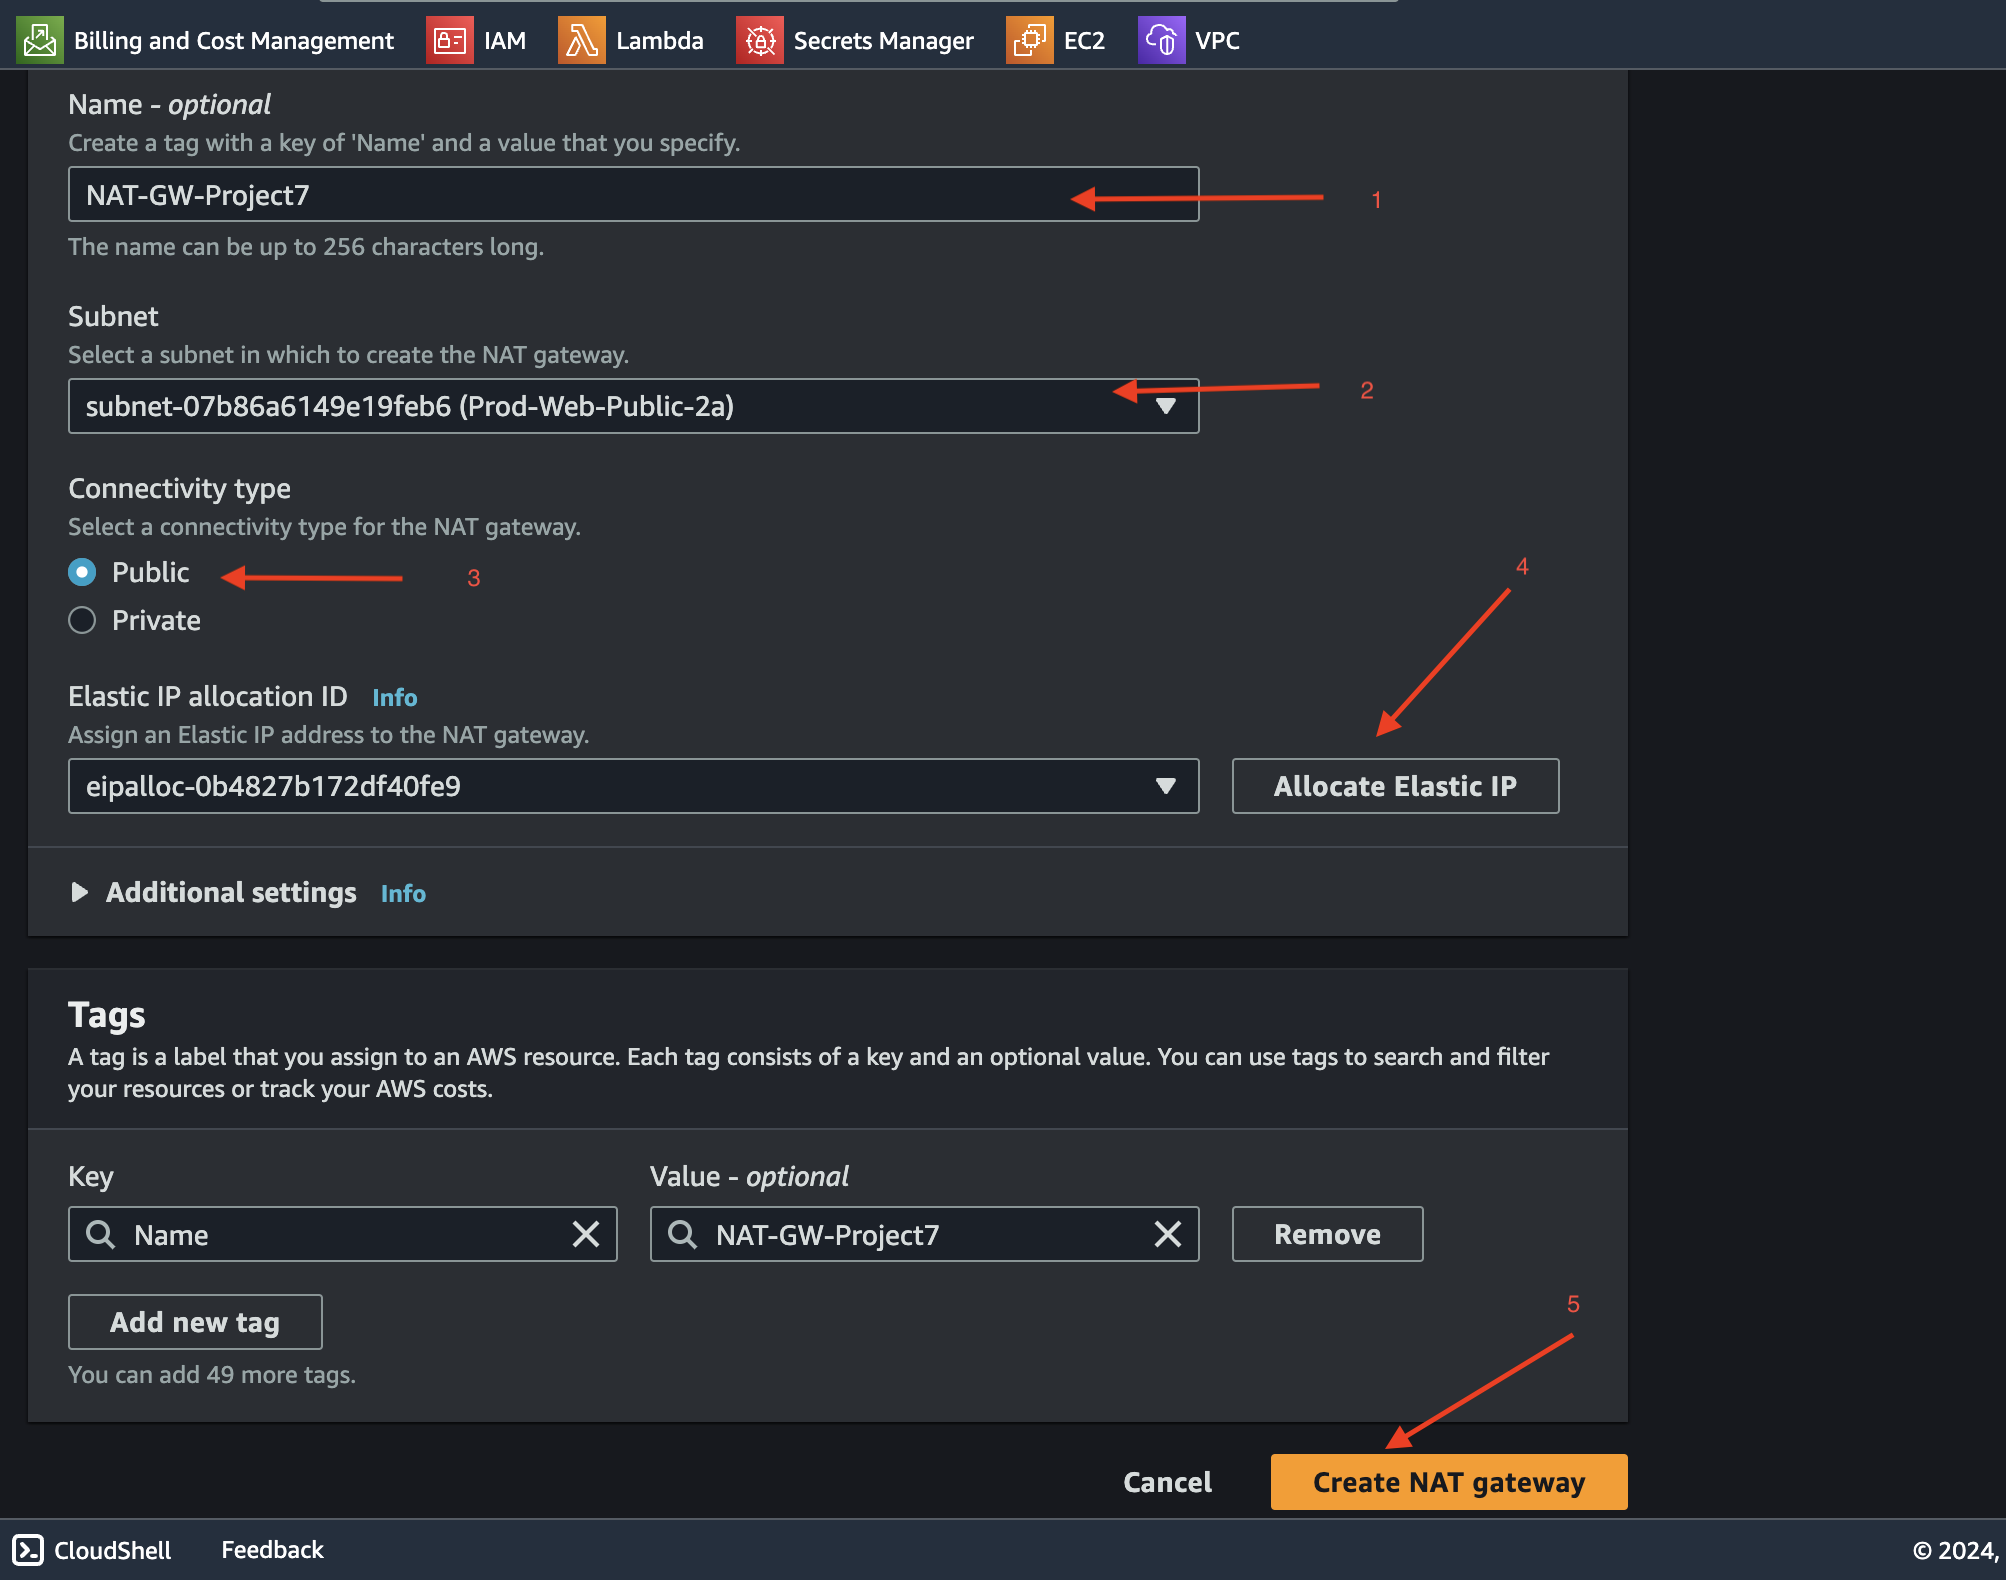 Billing and Cost Management IAM Lambda Secrets Manager EC2 VPC
Name - optional
Create a tag with a key of 'Name' and a value that you specify.
NAT-GW-Project7
1
The name can be up to 256 characters long.
Subnet
Select a subnet in which to create the NAT gateway.
subnet-07b86a6149e19feb6 (Prod-Web-Public-2a)
2
Connectivity type
Select a connectivity type for the NAT gateway.
Public
3
Private
4
Elastic IP allocation ID Info
Assign an Elastic IP address to the NAT gateway.
eipalloc-0b4827b172df40fe9
Allocate Elastic IP
Additional settings Info
Tags
A tag is a label that you assign to an AWS resource. Each tag consists of a key and an optional value. You can use tags to search and filter
your resources or track your AWS costs.
Key
Value - optional
Name
NAT-GW-Project7
Remove
Add new tag
5
You can add 49 more tags.
Cancel
Create NAT gateway
CloudShell Feedback © 2024,